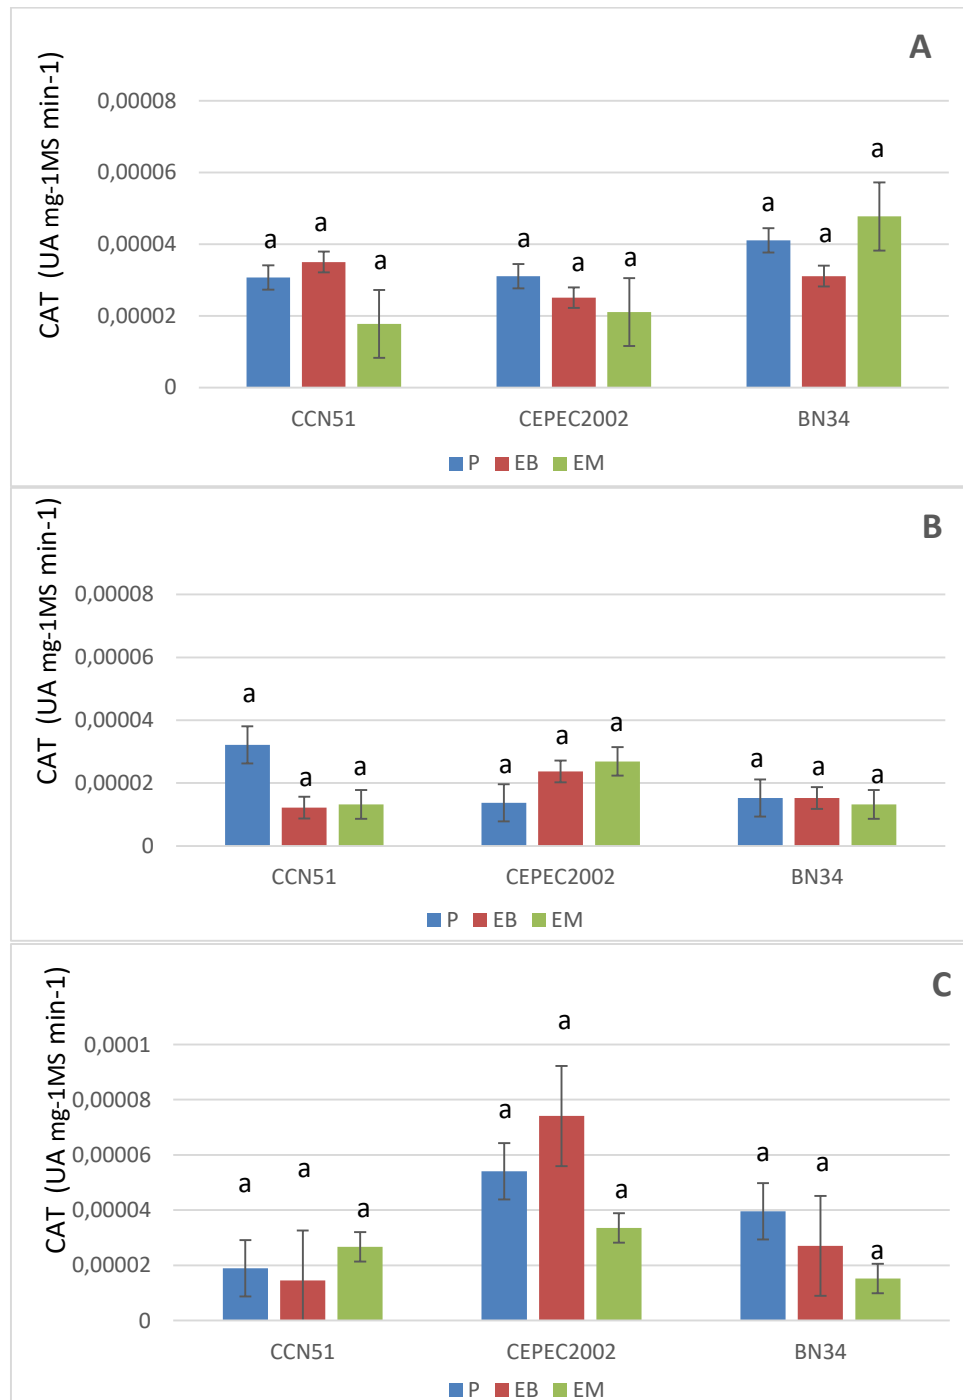 A
CAT (UA mg-1MS min-1)
0,00008
0,00006
0,00004
0,00002
0
a a a a a a a a a
CCN51 CEPEC2002 BN34
P EB EM
B
CAT (UA mg-1MS min-1)
0,00008
0,00006
0,00004
0,00002
0
a a a a a a a a a
CCN51 CEPEC2002 BN34
P EB EM
C
CAT (UA mg-1MS min-1)
0,0001
0,00008
0,00006
0,00004
0,00002
0
a a a a a a a a a
CCN51 CEPEC2002 BN34
P EB EM